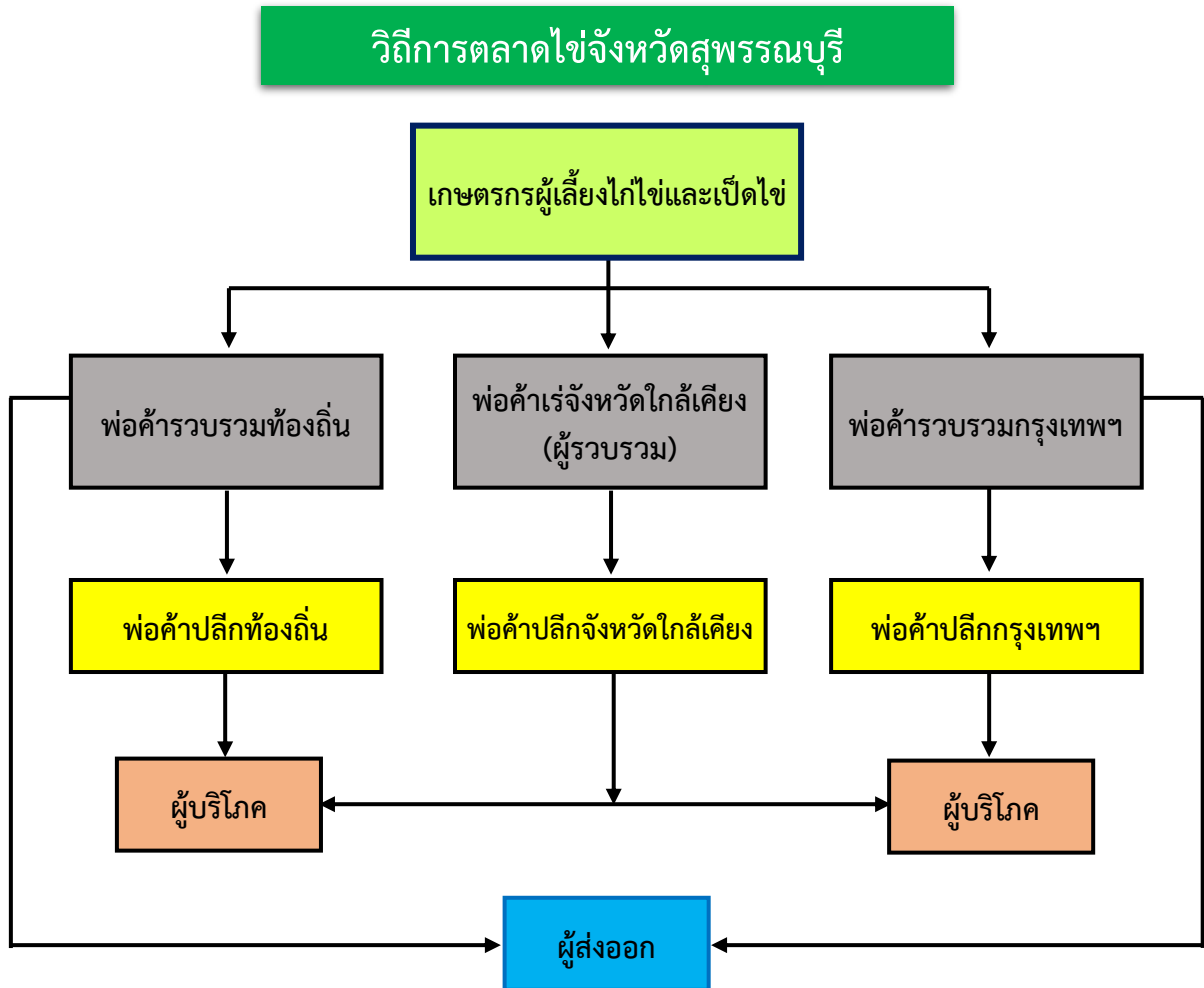 วิถีการตลาดไข่จังหวัดสุพรรณบุรี
เกษตรกรผู้เลี้ยงไก่ไข่และเป็ดไข่
พ่อค้ารวบรวมท้องถิ่น
พ่อค้าเร่จังหวัดใกล้เคียง
(ผู้รวบรวม)
พ่อค้ารวบรวมกรุงเทพฯ
พ่อค้าปลีกท้องถิ่น
พ่อค้าปลีกจังหวัดใกล้เคียง
พ่อค้าปลีกกรุงเทพฯ
ผู้บริโภค
ผู้บริโภค
ผู้ส่งออก